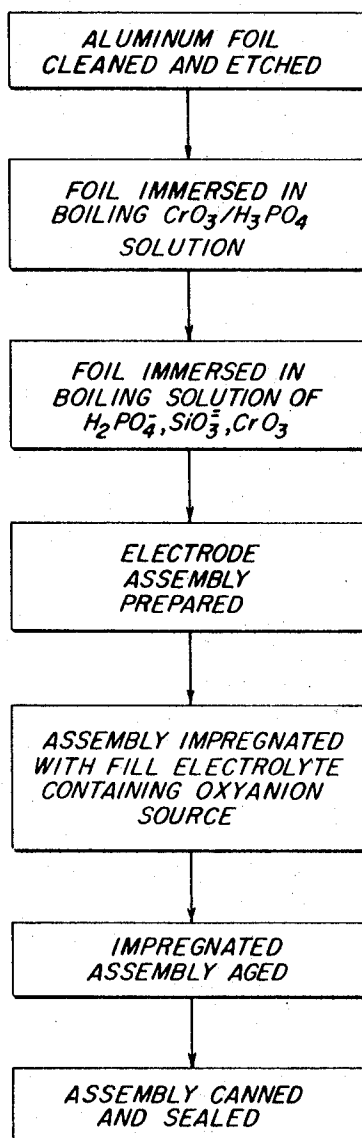 ALUMINUM FOIL
CLEANED AND ETCHED
FOIL IMMERSED IN
BOILING CrO₃/H₃PO₄
SOLUTION
FOIL IMMERSED IN
BOILING SOLUTION OF
H₂PO₄⁻, SiO₃⁼, CrO₃
ELECTRODE
ASSEMBLY
PREPARED
ASSEMBLY IMPREGNATED
WITH FILL ELECTROLYTE
CONTAINING OXYANION
SOURCE
IMPREGNATED
ASSEMBLY AGED
ASSEMBLY CANNED
AND SEALED